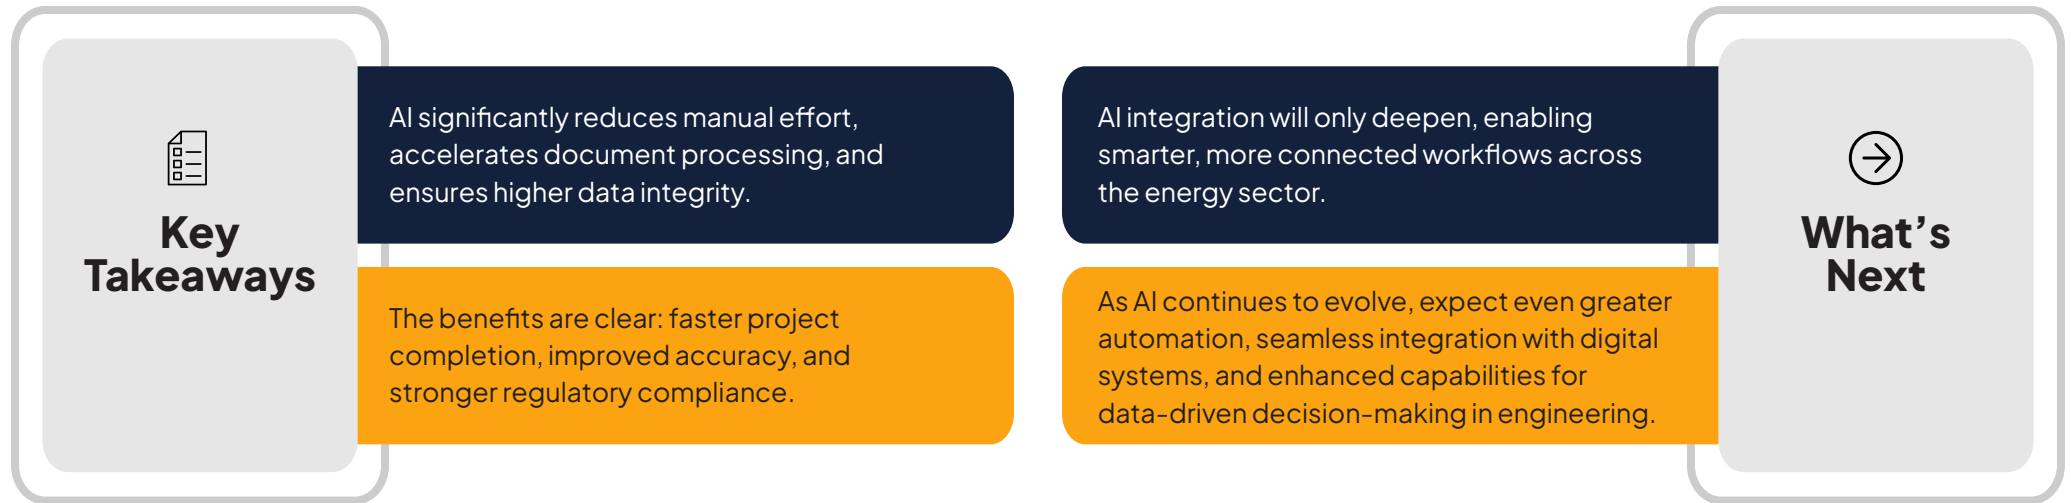 Key
Takeaways
AI significantly reduces manual effort,
accelerates document processing, and
ensures higher data integrity.
The benefits are clear: faster project
completion, improved accuracy, and
stronger regulatory compliance.
AI integration will only deepen, enabling
smarter, more connected workflows across
the energy sector.
As AI continues to evolve, expect even greater
automation, seamless integration with digital
systems, and enhanced capabilities for
data-driven decision-making in engineering.
What’s
Next